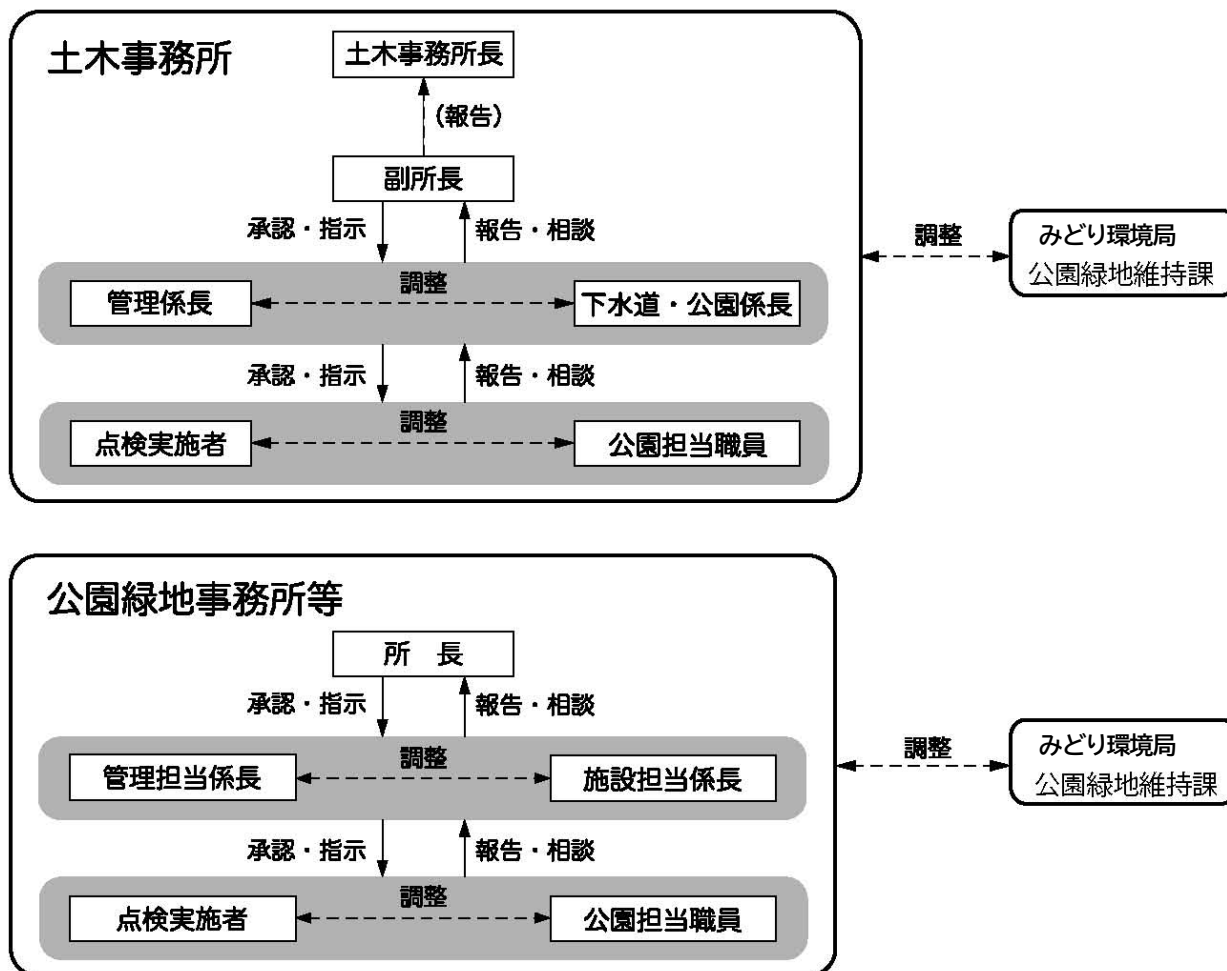 土木事務所
土木事務所長
(報告)
副所長
承認・指示
報告・相談
調整
管理係長
下水道・公園係長
承認・指示
報告・相談
調整
点検実施者
公園担当職員
調整
みどり環境局
公園緑地維持課
公園緑地事務所等
所　長
承認・指示
報告・相談
調整
管理担当係長
施設担当係長
承認・指示
報告・相談
調整
点検実施者
公園担当職員
調整
みどり環境局
公園緑地維持課